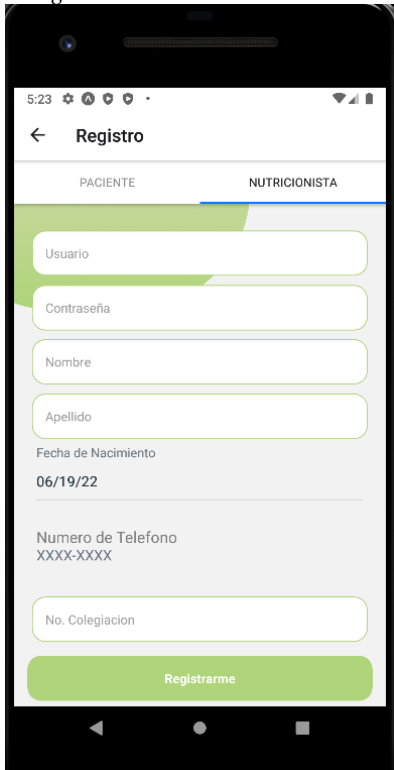 5:23
Registro
PACIENTE NUTRICIONISTA
Usuario
Contraseña
Nombre
Apellido
Fecha de Nacimiento
06/19/22
Numero de Telefono
XXXX-XXXX
No. Colegiacion
Registrarme